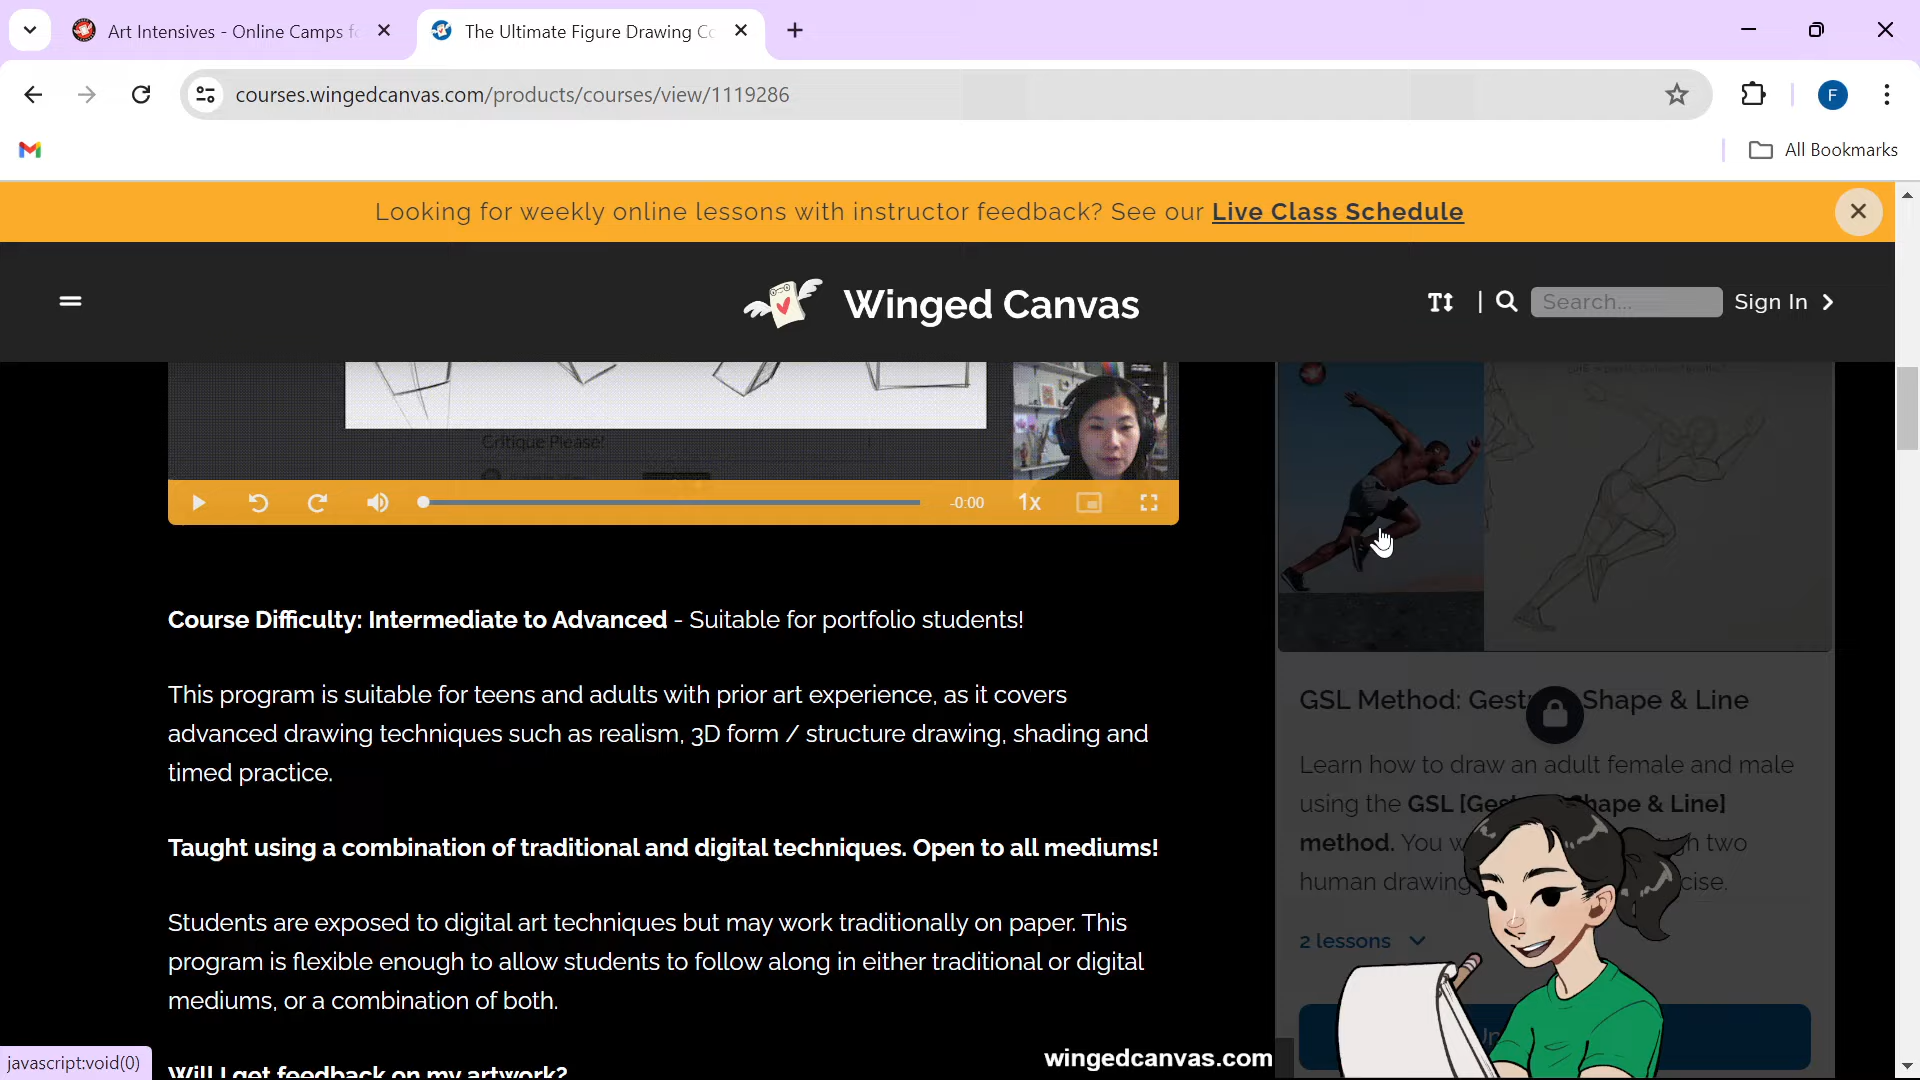 Art Intensives - Online Camps fo
The Ultimate Figure Drawing Co
courses.wingedcanvas.com/products/courses/view/1119286
F
All Bookmarks
Looking for weekly online lessons with instructor feedback? See our Live Class Schedule
Winged Canvas
Search...
Sign In
Critique Please!
-0:00
1x
Course Difficulty: Intermediate to Advanced - Suitable for portfolio students!
This program is suitable for teens and adults with prior art experience, as it covers
advanced drawing techniques such as realism, 3D form / structure drawing, shading and
timed practice.
Taught using a combination of traditional and digital techniques. Open to all mediums!
Students are exposed to digital art techniques but may work traditionally on paper. This
program is flexible enough to allow students to follow along in either traditional or digital
mediums, or a combination of both.
Will I get feedback on my artwork?
GSL Method: Gest Shape & Line
Learn how to draw an adult female and male
using the GSL [Ges Shape & Line]
method. You two
human drawing
2 lessons
wingedcanvas.com
javascript:void(0)